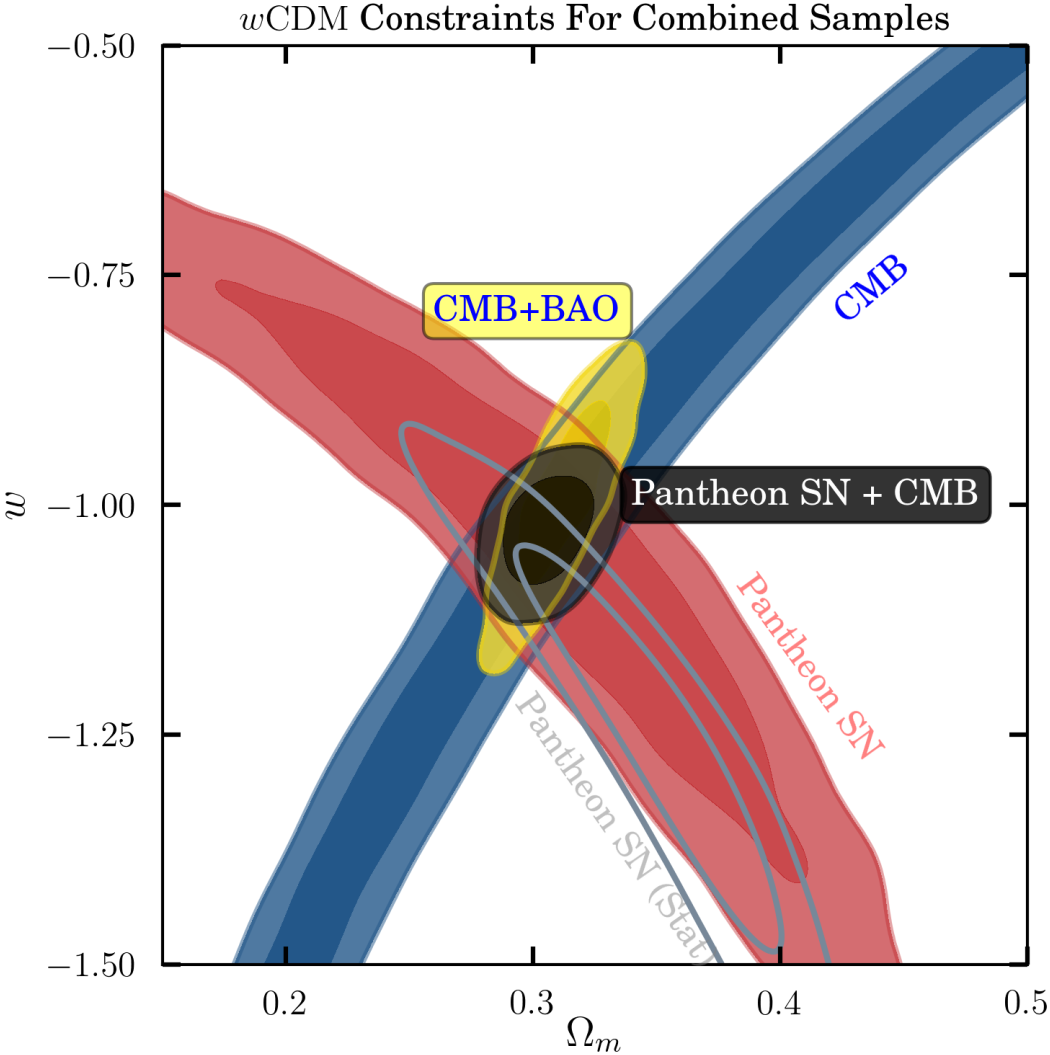 wCDM Constraints For Combined Samples
−0.50
−0.75
−1.00
−1.25
−1.50
w
CMB+BAO
CMB
Pantheon SN + CMB
Pantheon SN
Pantheon SN (Stat)
0.2
0.3
0.4
0.5
Ωm